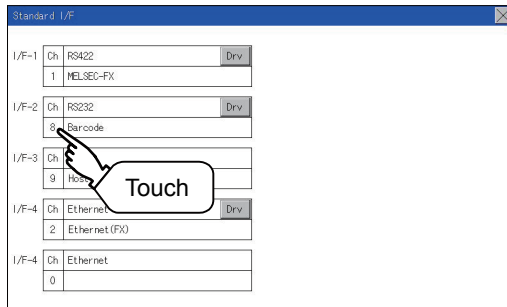 Standard I/F
I/F-1 Ch RS422 Drv
1 MELSEC-FX
I/F-2 Ch RS232 Drv
8 Barcode
I/F-3 Ch
9
Touch
I/F-4 Ch Ethernet Drv
2 Ethernet(FX)
I/F-4 Ch Ethernet
0